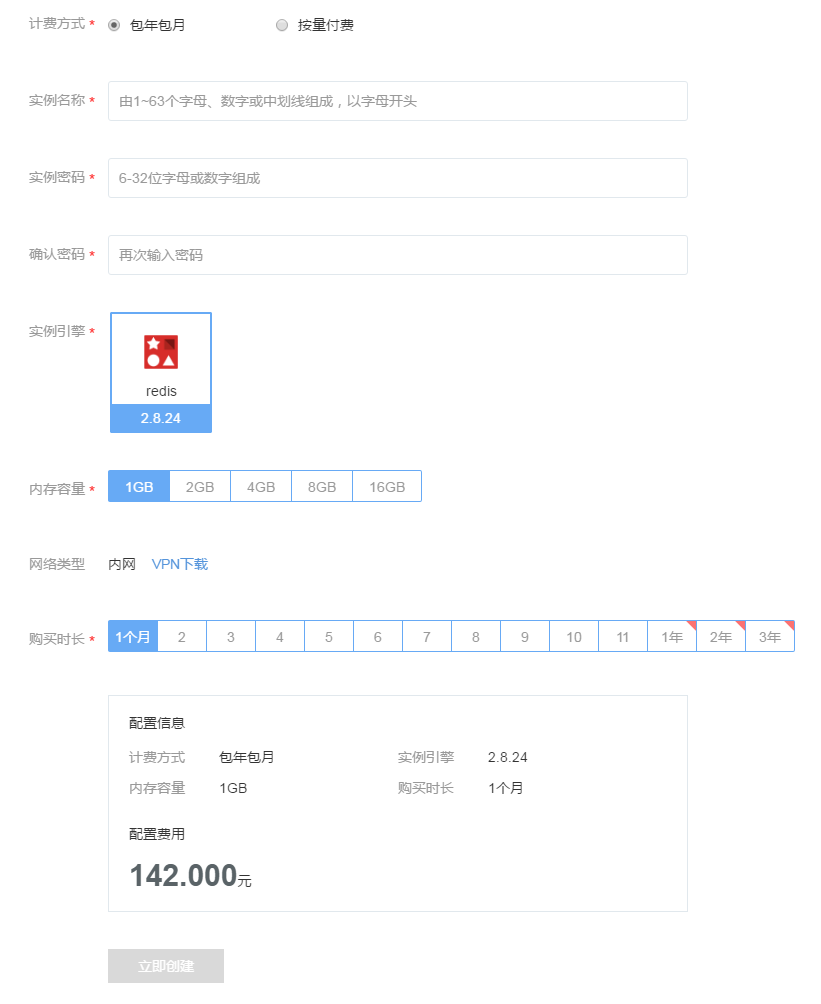 计费方式 * 包年包月 按量付费
实例名称 * 由1~63个字母、数字或中划线组成，以字母开头
实例密码 * 6-32位字母或数字组成
确认密码 * 再次输入密码
实例引擎 *
redis
2.8.24
内存容量 * 1GB 2GB 4GB 8GB 16GB
网络类型 内网 VPN下载
购买时长 * 1个月 2 3 4 5 6 7 8 9 10 11 1年 2年 3年
配置信息
计费方式 包年包月 实例引擎 2.8.24
内存容量 1GB 购买时长 1个月
配置费用
142.000元
立即创建